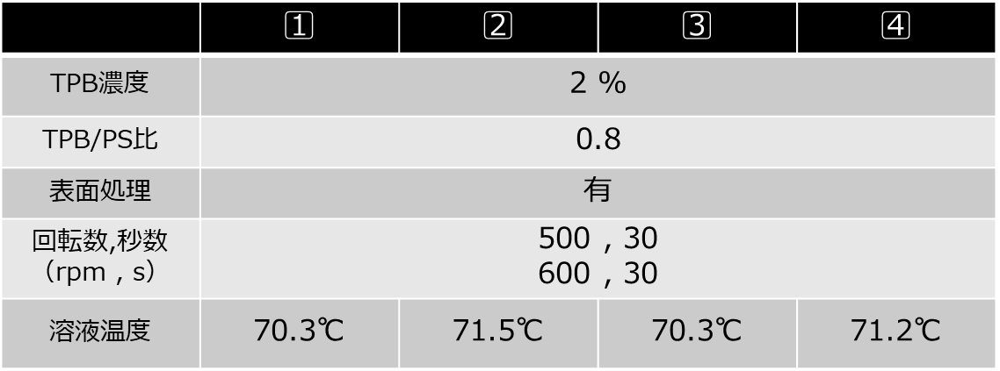 1 2 3 4
TPB濃度 2 %
TPB/PS比 0.8
表面処理 有
回転数,秒数
（rpm , s）
500 , 30
600 , 30
溶液温度 70.3℃ 71.5℃ 70.3℃ 71.2℃